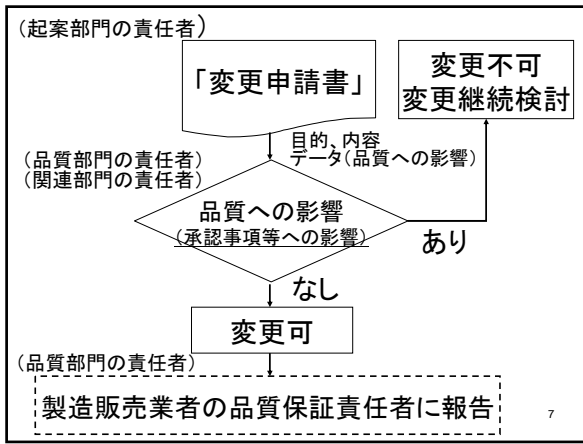 (起案部門の責任者)
「変更申請書」
変更不可
変更継続検討
目的、内容
データ(品質への影響)
(品質部門の責任者)
(関連部門の責任者)
品質への影響
(承認事項等への影響)
あり
なし
変更可
(品質部門の責任者)
製造販売業者の品質保証責任者に報告
7